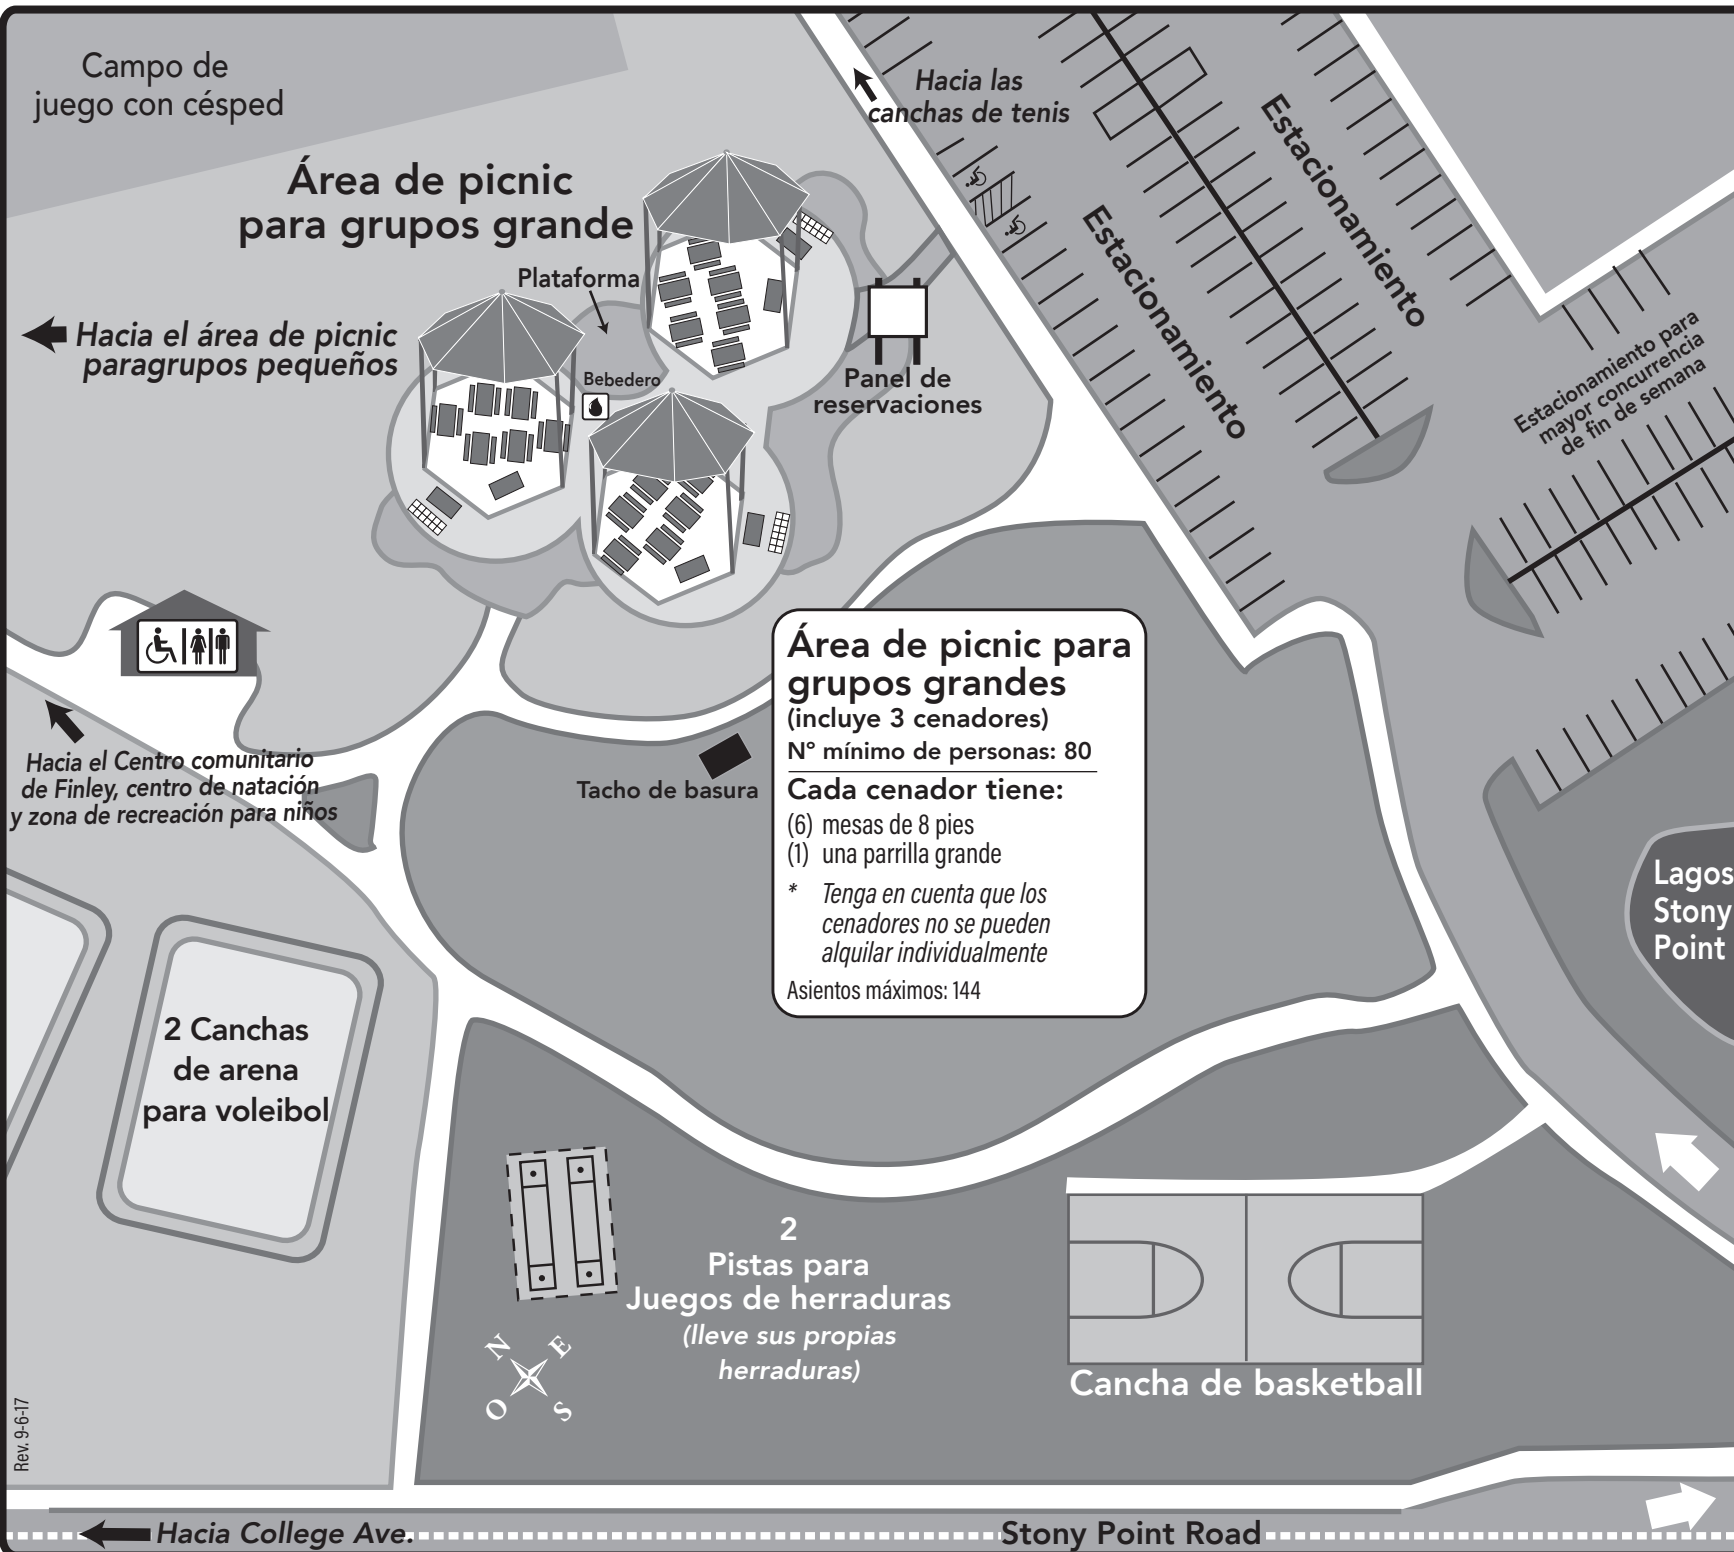 Campo de
juego con césped
Hacia las
canchas de tenis
Estacionamiento
Estacionamiento
Área de picnic
para grupos grande
Plataforma
Hacia el área de picnic
paragrupos pequeños
Bebedero
Panel de
reservaciones
Estacionamiento para
mayor concurrencia
de fin de semana
Área de picnic para
grupos grandes
(incluye 3 cenadores)
Nº mínimo de personas: 80
Cada cenador tiene:
(6) mesas de 8 pies
(1) una parrilla grande
* Tenga en cuenta que los
cenadores no se pueden
alquilar individualmente
Asientos máximos: 144
Hacia el Centro comunitario
de Finley, centro de natación
y zona de recreación para niños
Tacho de basura
Lagos
Stony
Point
2 Canchas
de arena
para voleibol
2
Pistas para
Juegos de herraduras
(lleve sus propias
herraduras)
N
E
O
S
Cancha de basketball
Rev. 9-6-17
Hacia College Ave.
Stony Point Road